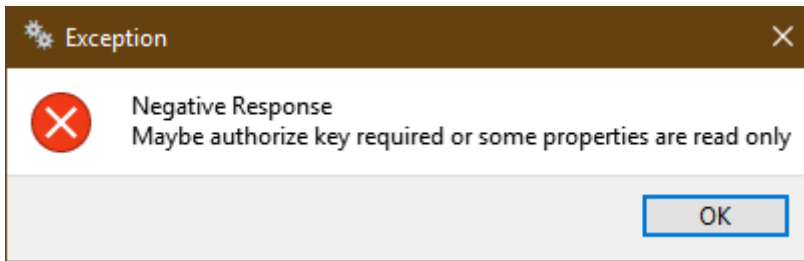 Exception
Negative Response
Maybe authorize key required or some properties are read only
OK